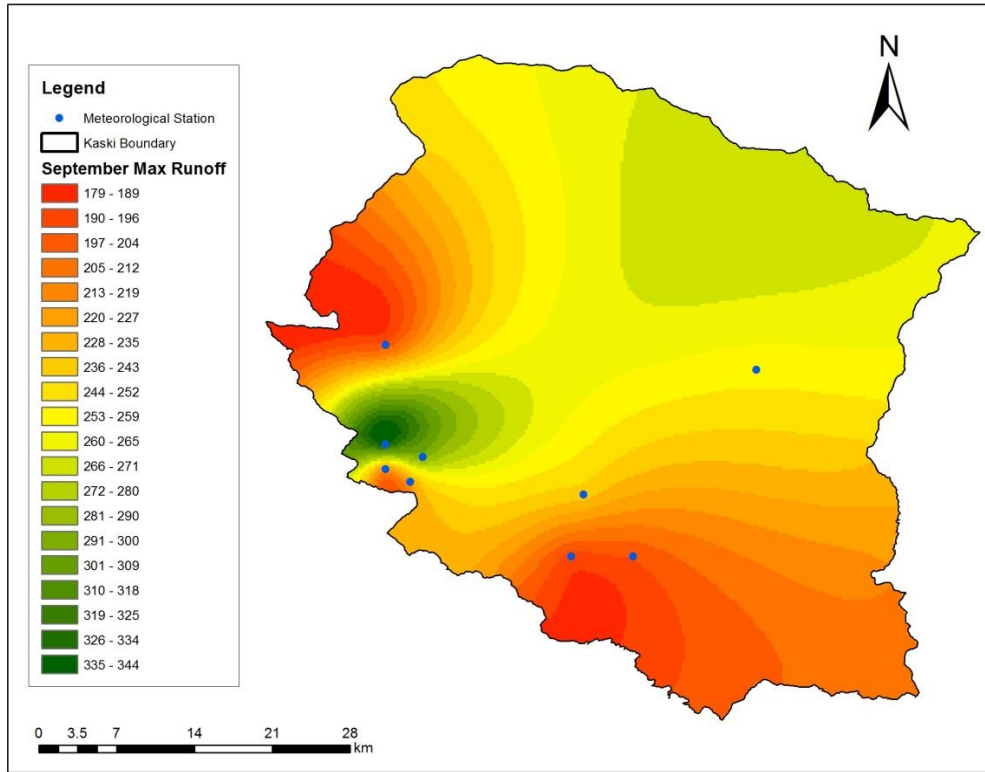 N
Legend
Meteorological Station
Kaski Boundary
September Max Runoff
179 - 189
190 - 196
197 - 204
205 - 212
213 - 219
220 - 227
228 - 235
236 - 243
244 - 252
253 - 259
260 - 265
266 - 271
272 - 280
281 - 290
291 - 300
301 - 309
310 - 318
319 - 325
326 - 334
335 - 344
0 3.5 7 14 21 28
km